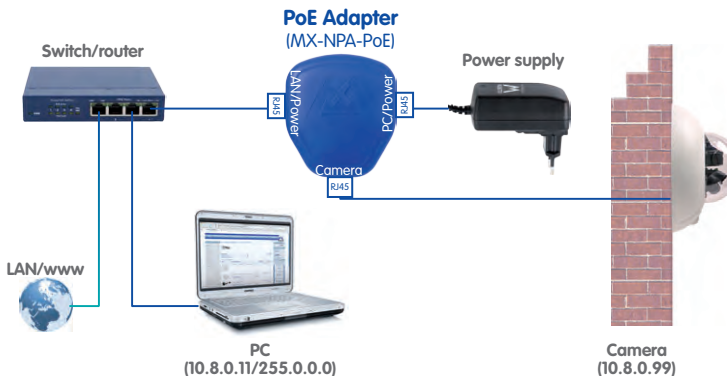 PoE Adapter
(MX-NPA-PoE)
Switch/router
Power supply
LAN/Power
PC/Power
RJ45
RJ45
Camera
RJ45
LAN/www
PC
(10.8.0.11/255.0.0.0)
Camera
(10.8.0.99)